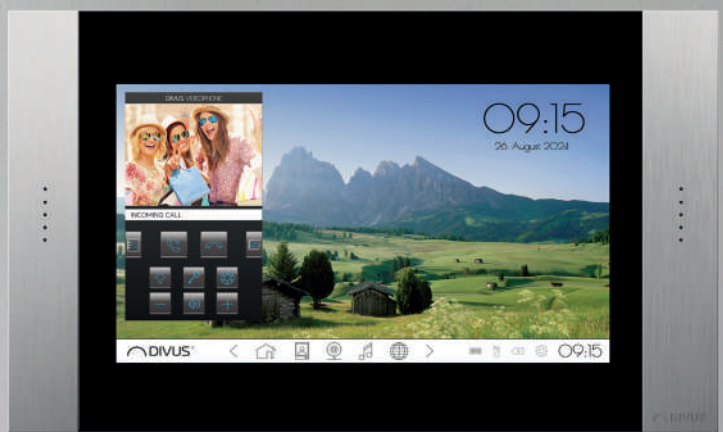 DIVUS VIDEOPHONE
INCOMING CALL
09:15
26. August 2024
DIVUS
09:15
DIVUS